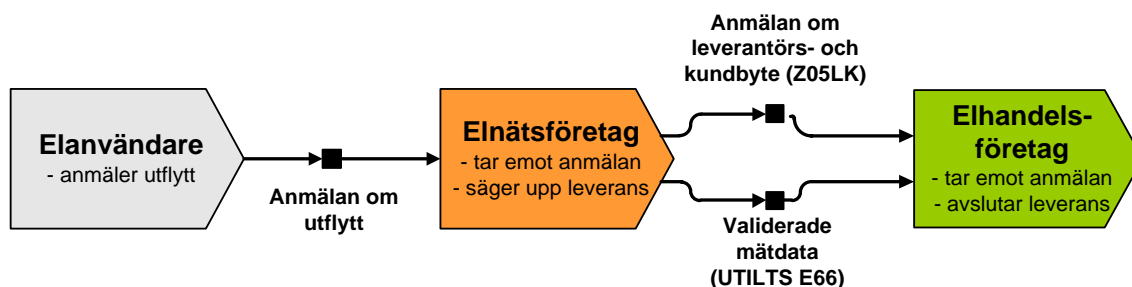 Elanvändare
- anmäler utflytt
Anmälan om
utflytt
Elnätsföretag
- tar emot anmälan
- säger upp leverans
Anmälan om
leverantörs- och
kundbyte (Z05LK)
Validerade
mätdata
(UTILTS E66)
Elhandels-
företag
- tar emot anmälan
- avslutar leverans